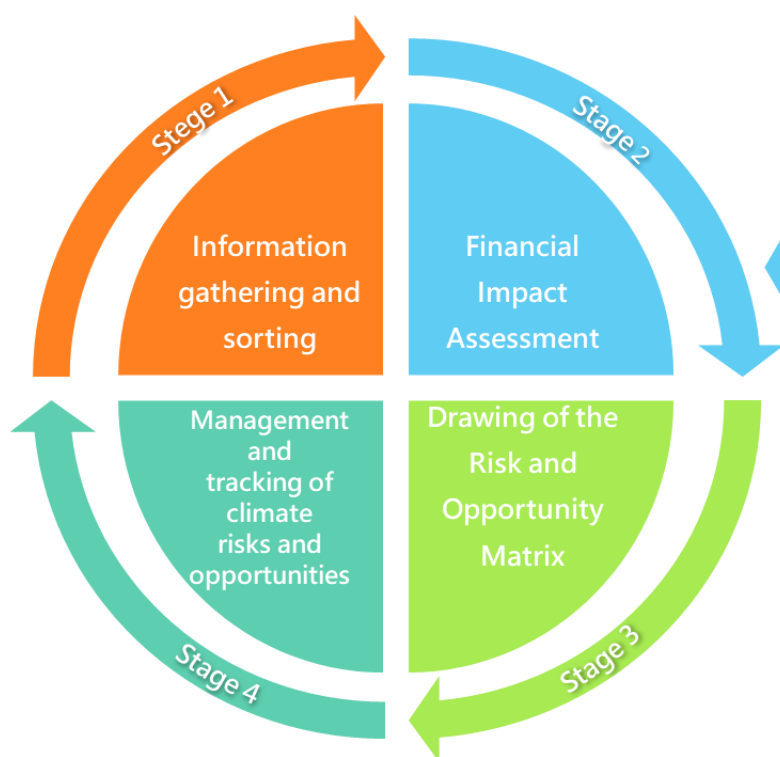 Stege 1
Information
gathering and
sorting
Stage 2
Financial
Impact
Assessment
Drawing of the
Risk and
Opportunity
Matrix
Stage 3
Management
and
tracking of
climate
risks and
opportunities
Stage 4